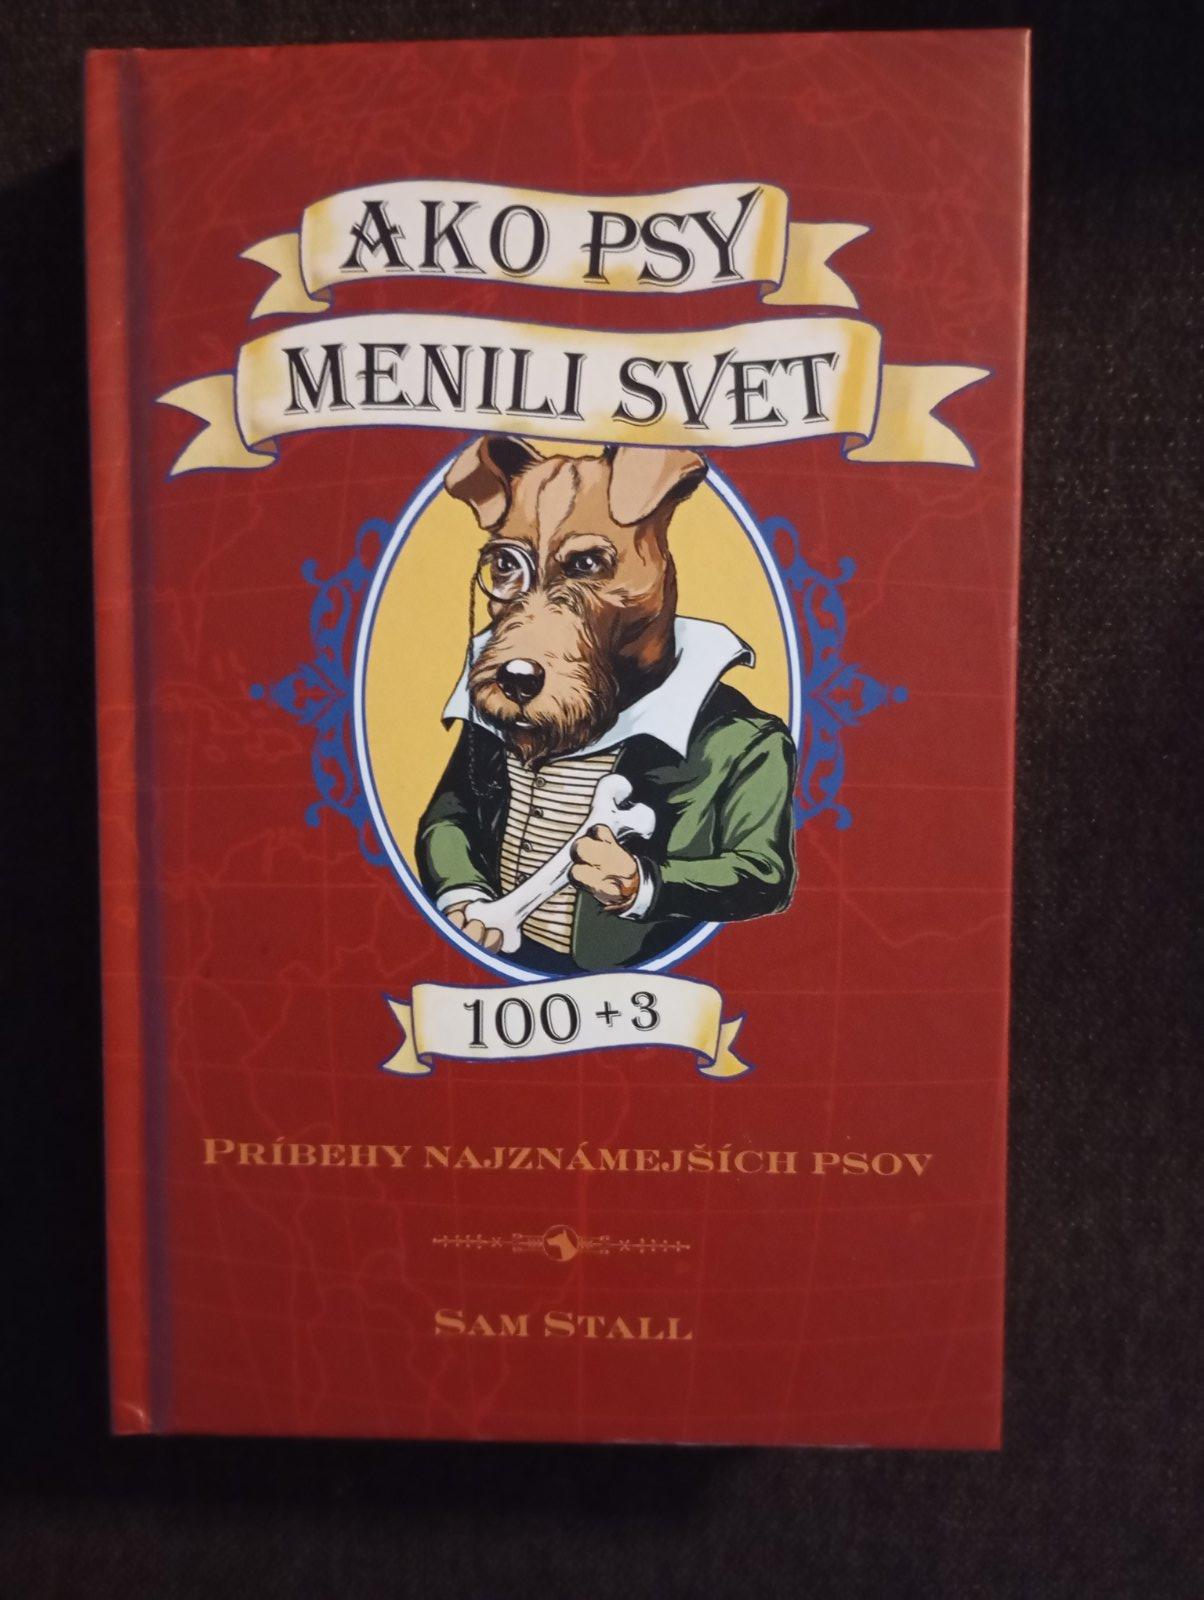 AKO PSY
MENILI SVET
100 + 3
PRÍBEHY NAJZNÁMEJŠÍCH PSOV
SAM STALL